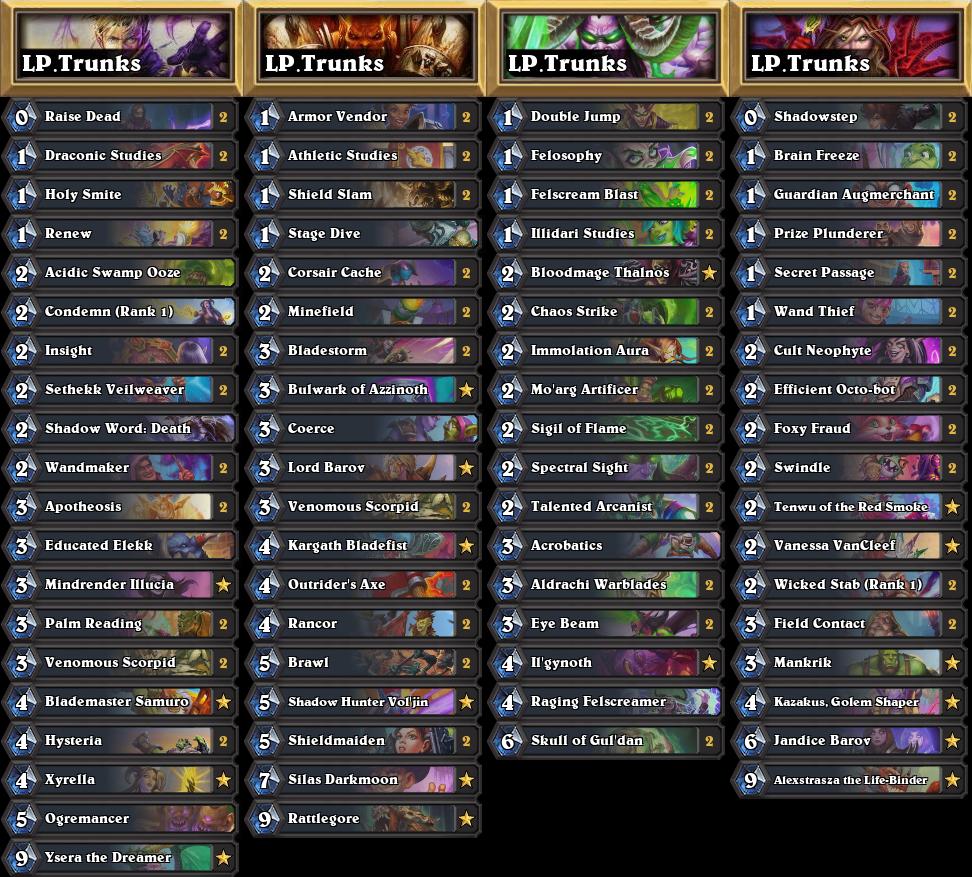 LP.Trunks
0 Raise Dead 2
1 Draconic Studies 2
1 Holy Smite
1 Renew 2
2 Acidic Swamp Ooze
2 Condemn (Rank 1)
2 Insight 2
2 Sethekk Veilweaver 2
2 Shadow Word: Death
2 Wandmaker 2
3 Apotheosis 2
3 Educated Elekk
3 Mindrender Illucia
3 Palm Reading 2
3 Venomous Scorpid 2
4 Blademaster Samuro
4 Hysteria 2
4 Xyrella
5 Ogremancer
9 Ysera the Dreamer
LP.Trunks
1 Armor Vendor 2
1 Athletic Studies 2
1 Shield Slam 2
1 Stage Dive
2 Corsair Cache 2
2 Minefield 2
3 Bladestorm 2
3 Bulwark of Azzinoth
3 Coerce
3 Lord Barov
3 Venomous Scorpid 2
4 Kargath Bladefist
4 Outrider's Axe 2
4 Rancor 2
5 Brawl 2
5 Shadow Hunter Vol'jin
5 Shieldmaiden 2
7 Silas Darkmoon
9 Rattlegore
LP.Trunks
1 Double Jump 2
1 Felosophy 2
1 Felscream Blast 2
1 Illidari Studies 2
2 Bloodmage Thalnos
2 Chaos Strike 2
2 Immolation Aura 2
2 Mo'arg Artificer 2
2 Sigil of Flame 2
2 Spectral Sight 2
2 Talented Arcanist 2
3 Acrobatics
3 Aldrachi Warblades 2
3 Eye Beam 2
4 Il'gynoth
4 Raging Felscreamer
6 Skull of Gul'dan 2
LP.Trunks
0 Shadowstep 2
1 Brain Freeze 2
1 Guardian Augmerchant 2
1 Prize Plunderer 2
1 Secret Passage 2
1 Wand Thief 2
2 Cult Neophyte 2
2 Efficient Octo-bot 2
2 Foxy Fraud 2
2 Swindle 2
2 Tenwu of the Red Smoke
2 Vanessa VanCleef
2 Wicked Stab (Rank 1) 2
3 Field Contact 2
3 Mankrik
4 Kazakus, Golem Shaper
6 Jandice Barov
9 Alexstrasza the Life-Binder